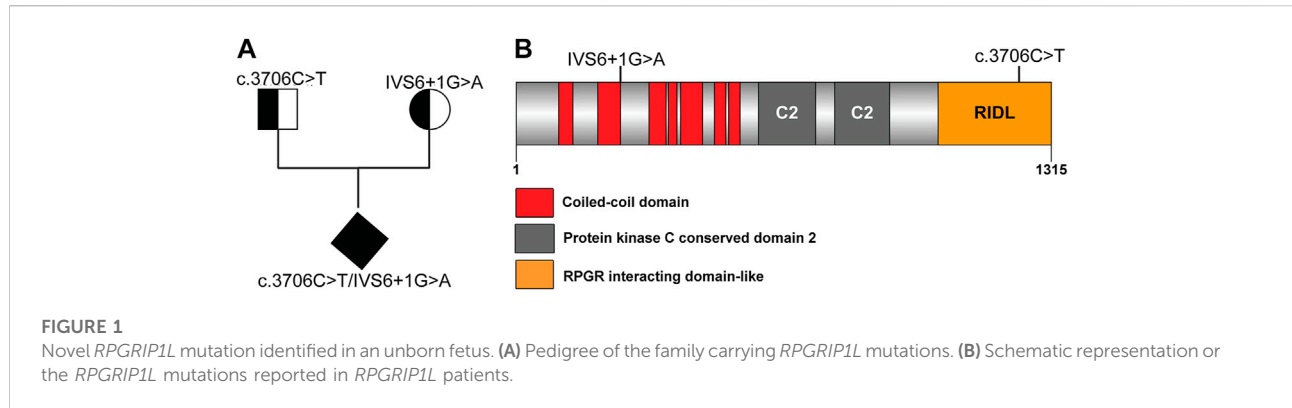 A
c.3706C>T
IVS6+1G>A
c.3706C>T/IVS6+1G>A
B
IVS6+1G>A
c.3706C>T
C2
C2
RIDL
1
1315
Coiled-coil domain
Protein kinase C conserved domain 2
RPGR interacting domain-like
FIGURE 1
Novel RPGRIP1L mutation identified in an unborn fetus. (A) Pedigree of the family carrying RPGRIP1L mutations. (B) Schematic representation or
the RPGRIP1L mutations reported in RPGRIP1L patients.